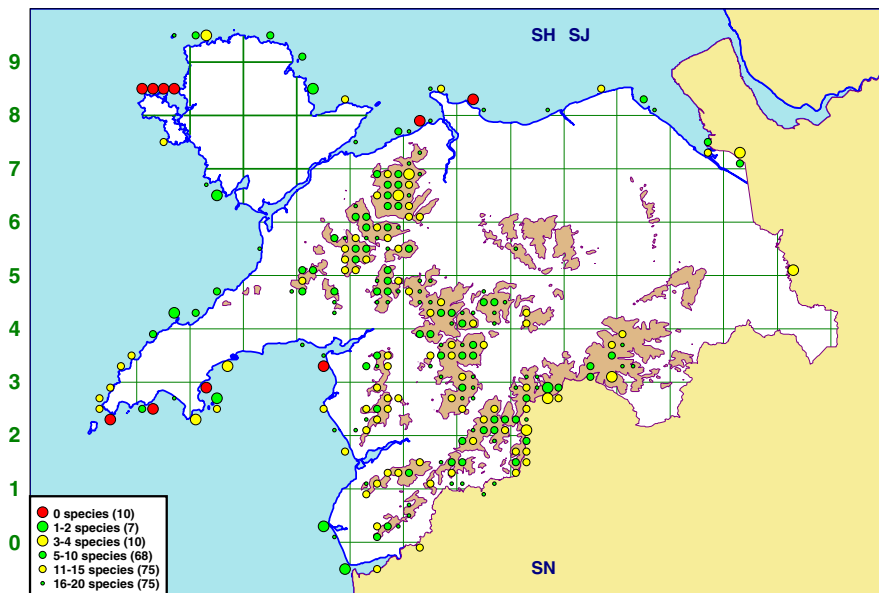 SH SJ
9
8
7
6
5
4
3
2
1
0
0 species (10)
1-2 species (7)
3-4 species (10)
5-10 species (68)
11-15 species (75)
16-20 species (75)
SN